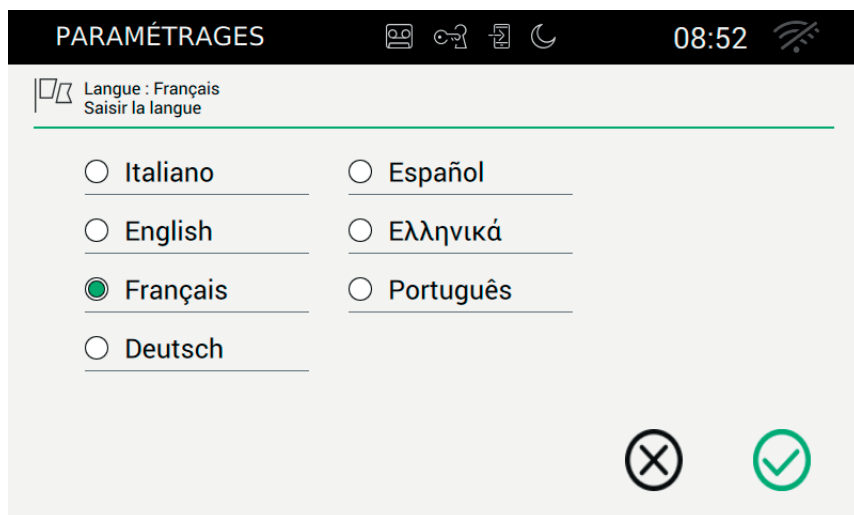 PARAMÉTRAGES 08:52
Langue : Français
Saisir la langue
Italiano
English
Français
Deutsch
Español
Ελληνικά
Português